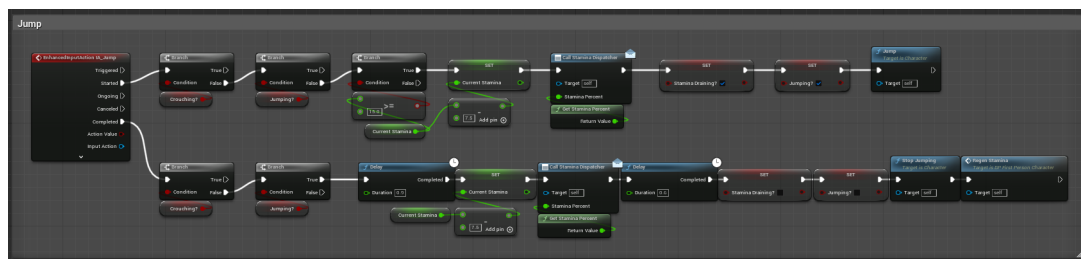 Jump
EnhancedInputAction IA_Jump
Triggered
Started
Ongoing
Canceled
Completed
Action Value
Input Action
Branch
True
Condition
False
Crouching?
Branch
True
Condition
False
Jumping?
Branch
True
Condition
False
>=
Current Stamina
SET
Current Stamina
-
7.5
Add pin
Call Stamina Dispatcher
Target self
Stamina Percent
Get Stamina Percent
Return Value
SET
Stamina Draining?
SET
Jumping?
Jump
Target is Character
Target self
Branch
True
Condition
False
Crouching?
Branch
True
Condition
False
Jumping?
Delay
Completed
Duration 0.5
SET
Current Stamina
Current Stamina
-
7.5
Add pin
Call Stamina Dispatcher
Target self
Stamina Percent
Get Stamina Percent
Return Value
Delay
Completed
Duration
SET
Stamina Draining?
SET
Jumping?
Stop Jumping
Target is Character
Target self
Regen Stamina
Target self